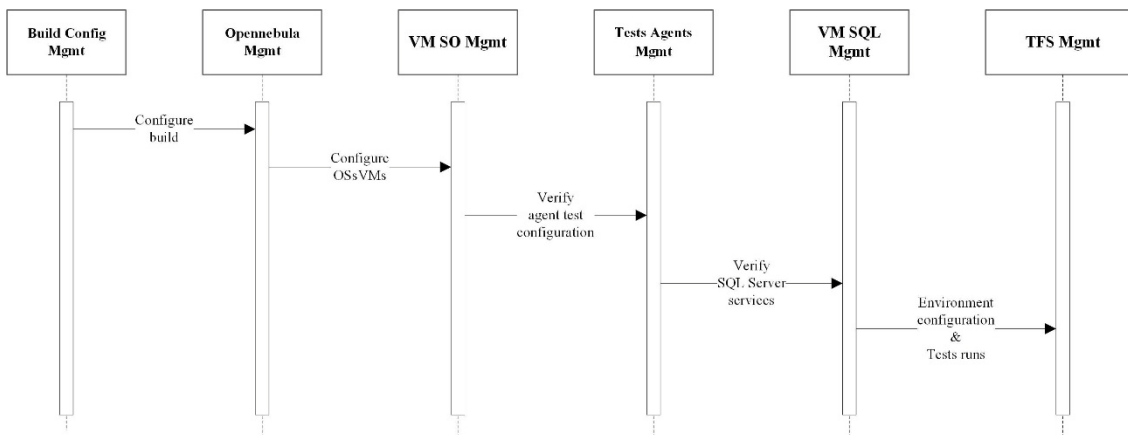 Build Config
Mgmt
Opennebula
Mgmt
VM SO Mgmt
Tests Agents
Mgmt
VM SQL
Mgmt
TFS Mgmt
Configure
build
Configure
OSsVMs
Verify
agent test
configuration
Verify
SQL Server
services
Environment
configuration
&
Tests runs